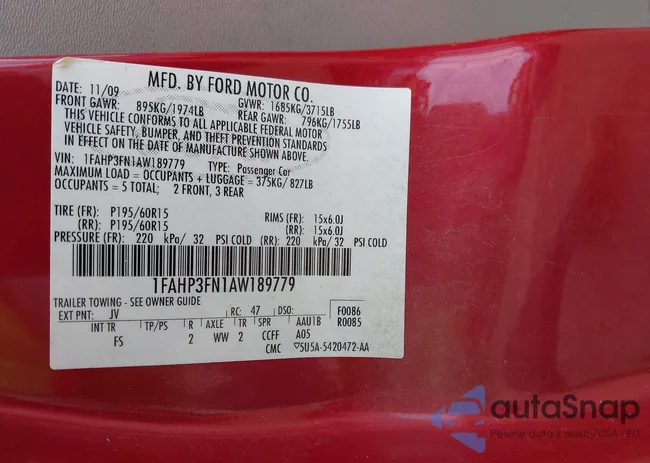 MFD. BY FORD MOTOR CO.
DATE: 11/09 GVWR: 1685KG/3715LB
FRONT GAWR: 895KG/1974LB REAR GAWR: 796KG/1755LB
THIS VEHICLE CONFORMS TO ALL APPLICABLE FEDERAL MOTOR
VEHICLE SAFETY, BUMPER, AND THEFT PREVENTION STANDARDS
IN EFFECT ON THE DATE OF MANUFACTURE SHOWN ABOVE.
VIN: 1FAHP3FN1AW189779 TYPE: Passenger Car
MAXIMUM LOAD = OCCUPANTS + LUGGAGE = 375KG/ 827LB
OCCUPANTS = 5 TOTAL; 2 FRONT, 3 REAR
TIRE (FR): P195/60R15 RIMS (FR): 15x6.0J
(RR): P195/60R15 (RR): 15x6.0J
PRESSURE (FR): 220 kPa/ 32 PSI COLD (RR): 220 kPa/ 32 PSI COLD
1FAHP3FN1AW189779
TRAILER TOWING - SEE OWNER GUIDE
EXT PNT: JV RC: 47 DSO: F0086
R0085
INT TR TP/PS R AXLE TR SPR AAU1B
FS 2 WW 2 CCFF A05
CMC ▽5U5A-5420472-AA
autoSnap
Pewne auta z aukcji USA i EU